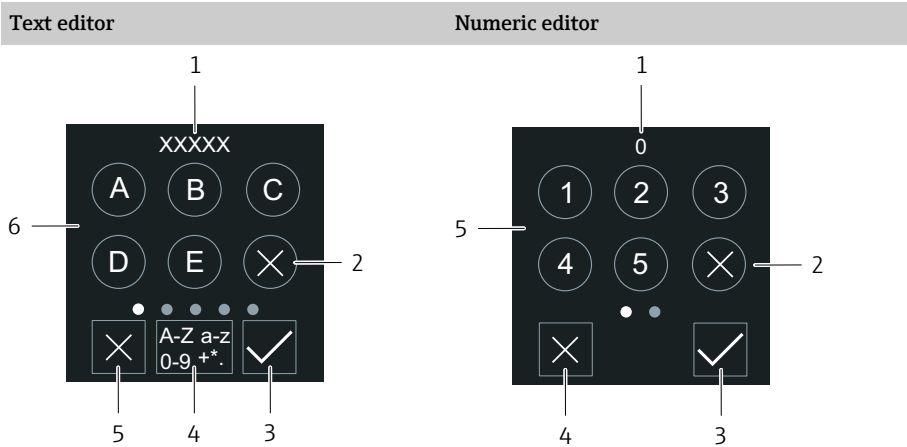 Text editor Numeric editor
1 1
XXXXX 0
A B C 1 2 3
6 5
D E 2 4 5 2
A-Z a-z
0-9 +*.
5 4 3 4 3